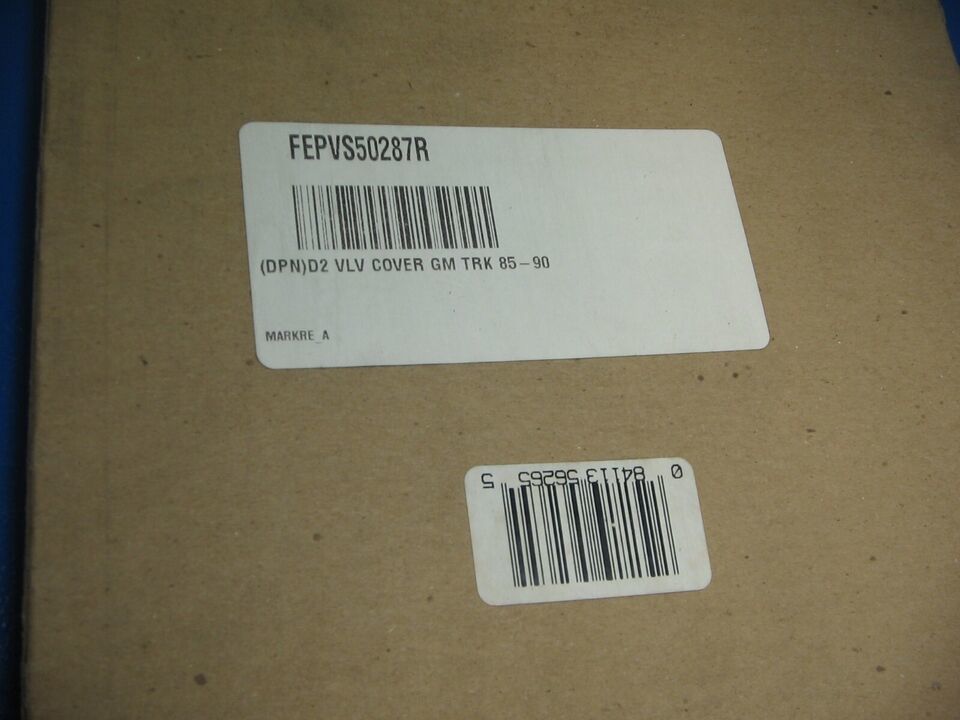 FEPVS50287R
(DPN)D2 VLV COVER GM TRK 85-90
MARKRE_A
0 84113 56265 5